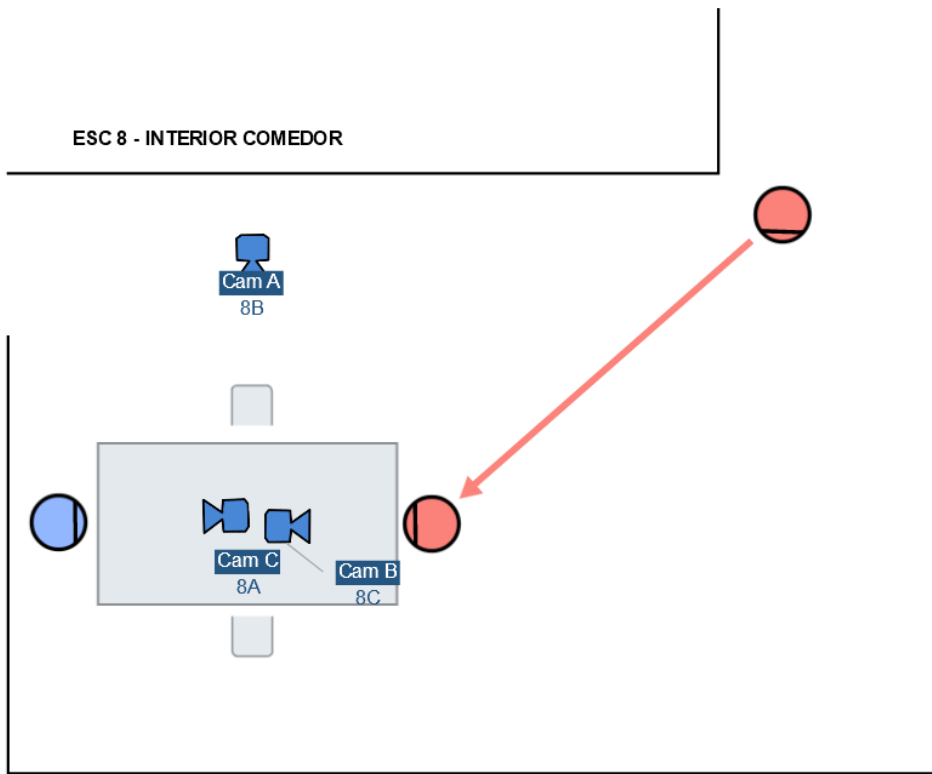 ESC 8 - INTERIOR COMEDOR
Cam A
8B
Cam C
8A
Cam B
8C